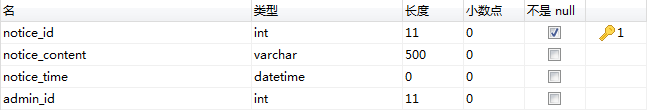 名 类型 长度 小数点 不是 null
notice_id int 11 0 1
notice_content varchar 500 0
notice_time datetime 0 0
admin_id int 11 0